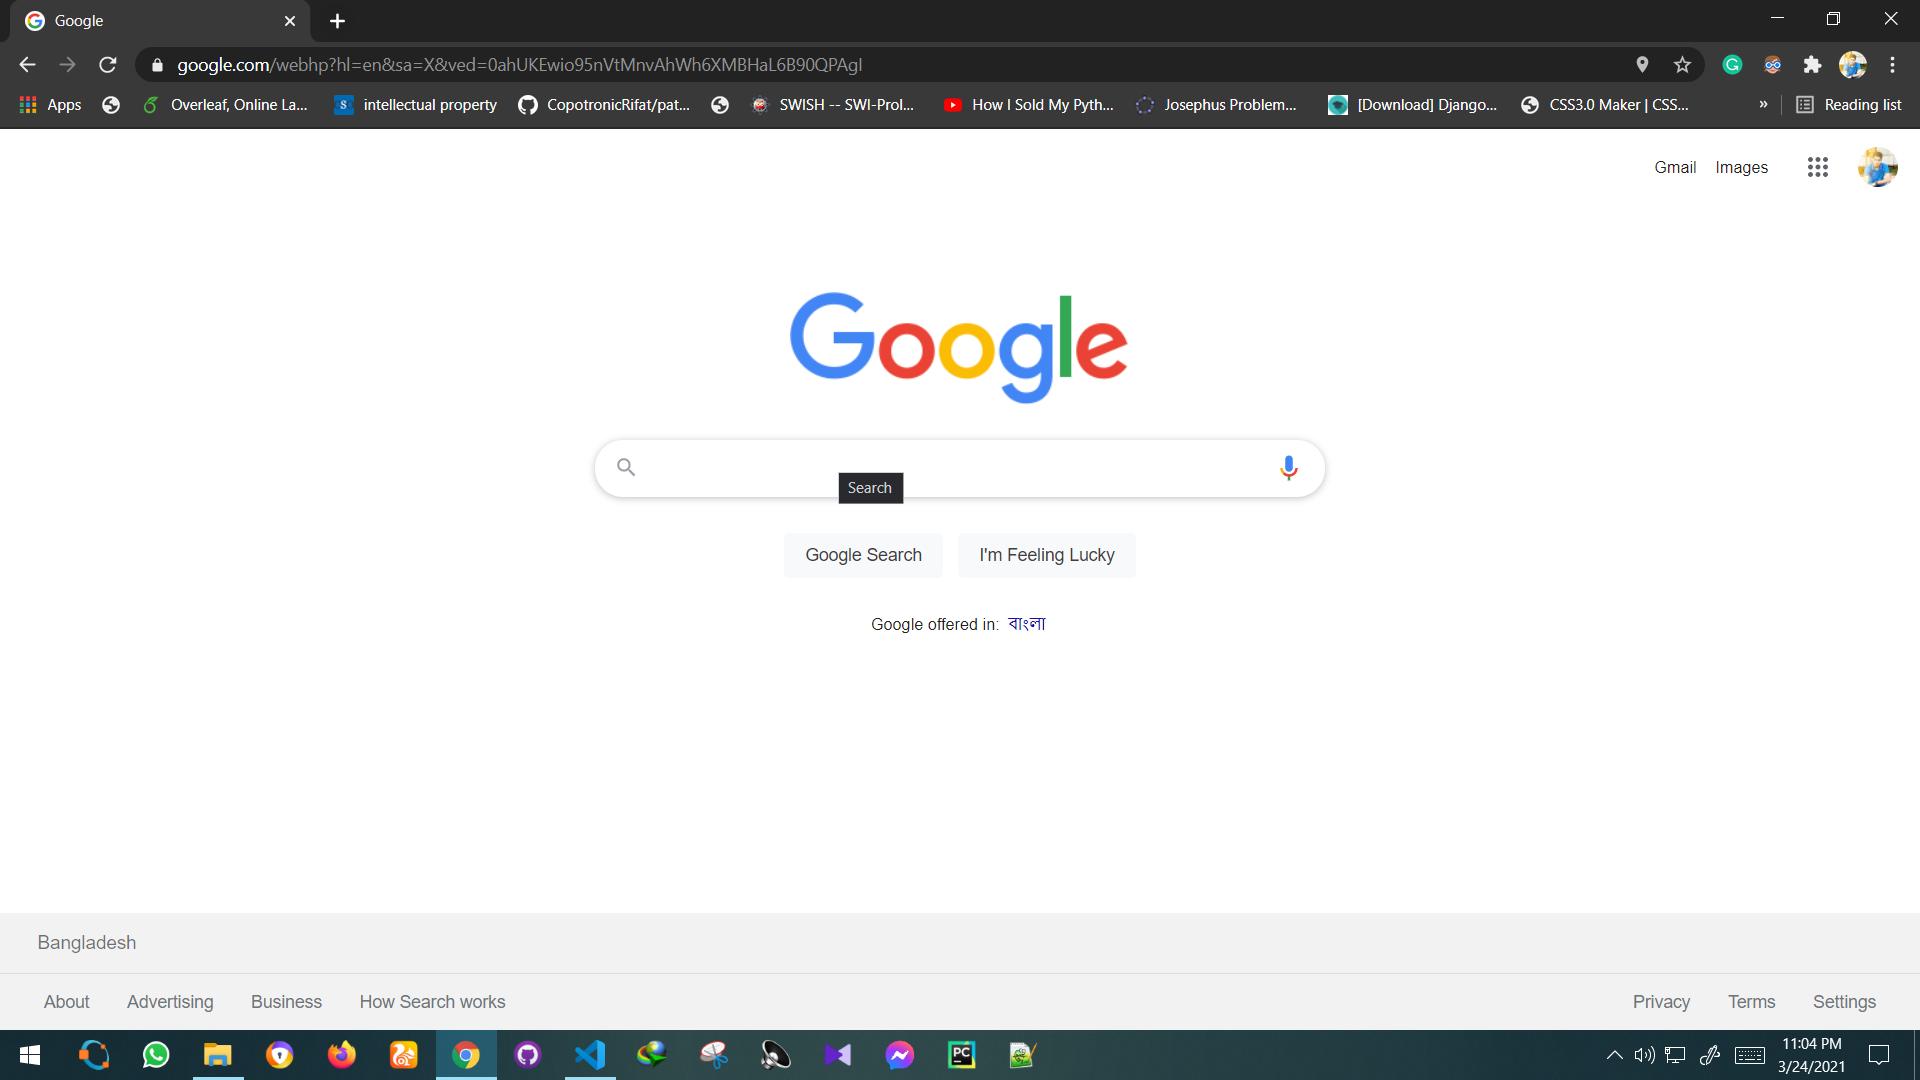 Google
google.com/webhp?hl=en&sa=X&ved=0ahUKEwio95nVtMnvAhWh6XMBHaL6B90QPAgI
Apps Overleaf, Online La... intellectual property CopotronicRifat/pat... SWISH -- SWI-Prol... How I Sold My Pyth... Josephus Problem... [Download] Django... CSS3.0 Maker | CSS... » Reading list
Gmail Images
Google
Search
Google Search I'm Feeling Lucky
Google offered in: বাংলা
Bangladesh
About Advertising Business How Search works Privacy Terms Settings
11:04 PM
3/24/2021